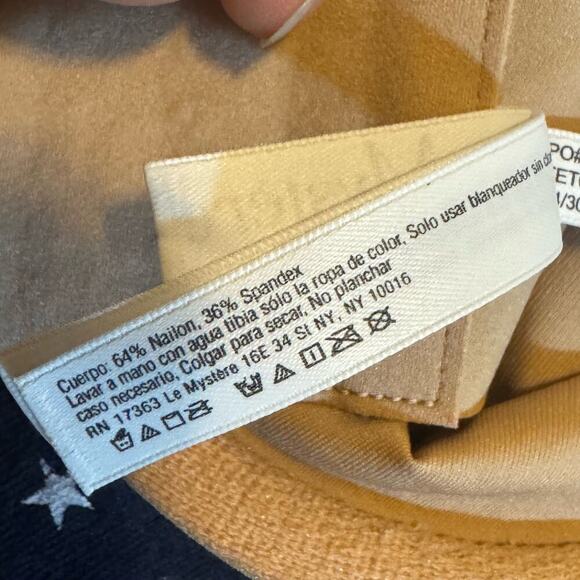 Cuerpo: 64% Nailon, 36% Spandex
Lavar a mano con agua tibia sólo la ropa de color, Solo usar blanqueador sin
caso necesario, Colgar para secar, No planchar
RN 17363 Le Mystère 16E 34 St NY, NY 10016
PO#